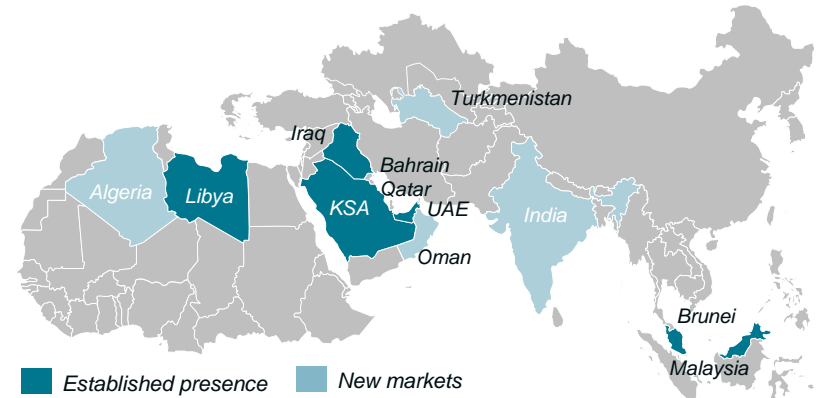 Turkmenistan
Iraq
Bahrain
Algeria
Libya
Qatar
KSA
UAE
India
Oman
Brunei
Malaysia
Established presence
New markets